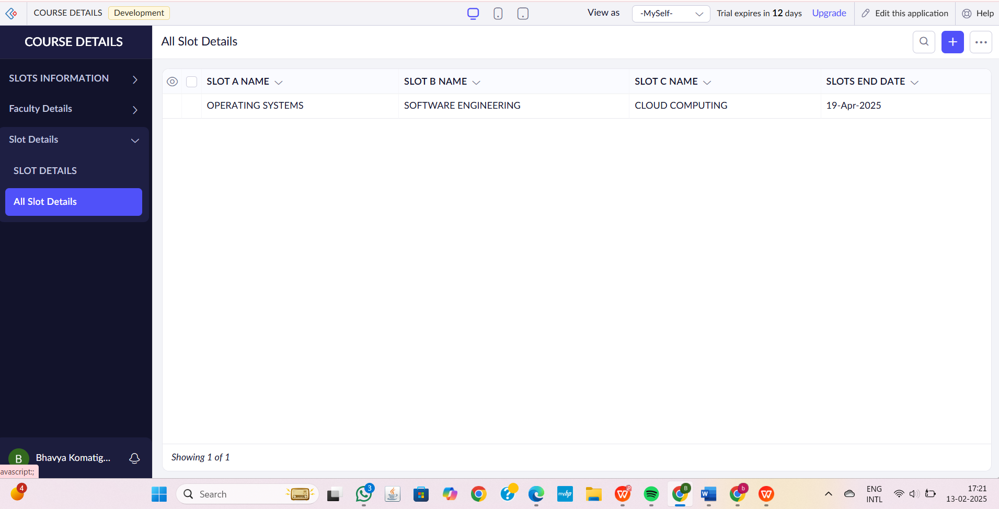 COURSE DETAILS Development View as -MySelf- Trial expires in 12 days Upgrade Edit this application Help
COURSE DETAILS
All Slot Details
SLOTS INFORMATION
Faculty Details
Slot Details
SLOT DETAILS
All Slot Details
SLOT A NAME SLOT B NAME SLOT C NAME SLOTS END DATE
OPERATING SYSTEMS SOFTWARE ENGINEERING CLOUD COMPUTING 19-Apr-2025
Showing 1 of 1
B Bhavya Komatig...
avascript:;
4
Search
3
myhp
W
B
b
ENG
INTL
17:21
13-02-2025